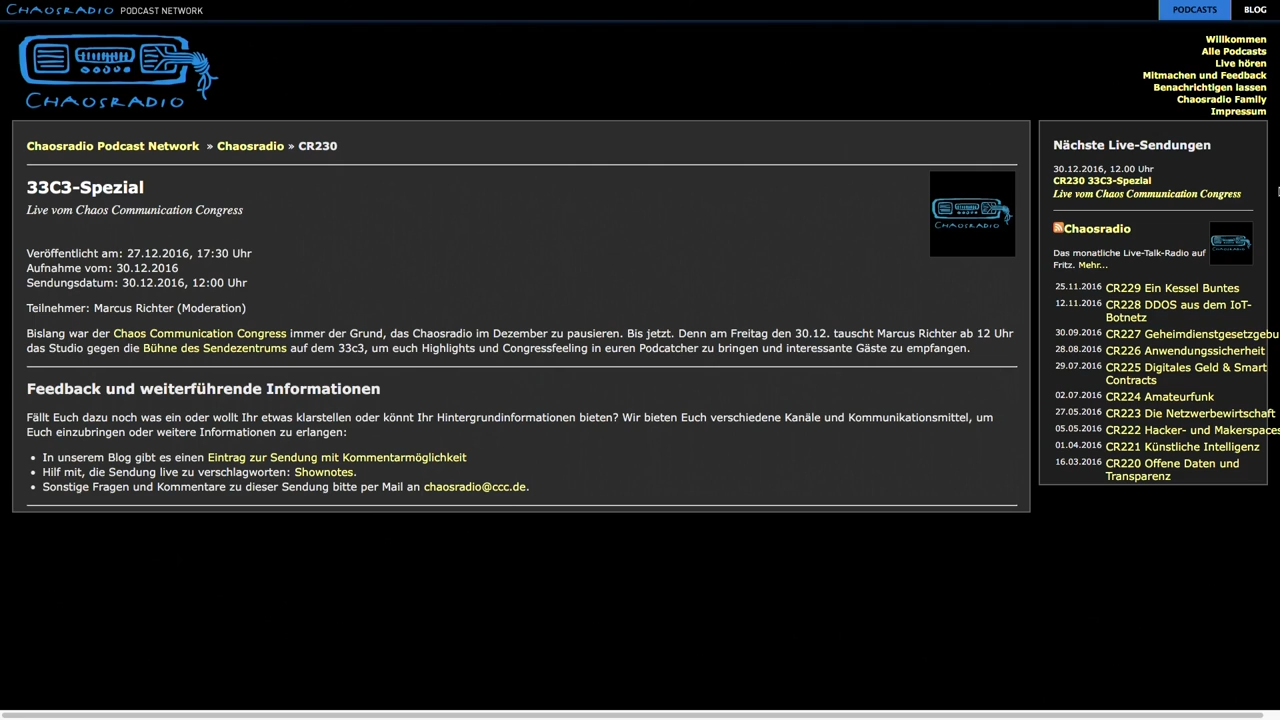 CHAOSRADIO PODCAST NETWORK
PODCASTS
BLOG
CHAOSRADIO
Willkommen
Alle Podcasts
Live hören
Mitmachen und Feedback
Benachrichtigen lassen
Chaosradio Family
Impressum
Chaosradio Podcast Network » Chaosradio » CR230
33C3-Spezial
Live vom Chaos Communication Congress
CHAOSRADIO
Veröffentlicht am: 27.12.2016, 17:30 Uhr
Aufnahme vom: 30.12.2016
Sendungsdatum: 30.12.2016, 12:00 Uhr
Teilnehmer: Marcus Richter (Moderation)
Bislang war der Chaos Communication Congress immer der Grund, das Chaosradio im Dezember zu pausieren. Bis jetzt. Denn am Freitag den 30.12. tauscht Marcus Richter ab 12 Uhr
das Studio gegen die Bühne des Sendezentrums auf dem 33c3, um euch Highlights und Congressfeeling in euren Podcatcher zu bringen und interessante Gäste zu empfangen.
Feedback und weiterführende Informationen
Fällt Euch dazu noch was ein oder wollt Ihr etwas klarstellen oder könnt Ihr Hintergrundinformationen bieten? Wir bieten Euch verschiedene Kanäle und Kommunikationsmittel, um
Euch einzubringen oder weitere Informationen zu erlangen:
• In unserem Blog gibt es einen Eintrag zur Sendung mit Kommentarmöglichkeit
• Hilf mit, die Sendung live zu verschlagworten: Shownotes.
• Sonstige Fragen und Kommentare zu dieser Sendung bitte per Mail an chaosradio@ccc.de.
Nächste Live-Sendungen
30.12.2016, 12.00 Uhr
CR230 33C3-Spezial
Live vom Chaos Communication Congress
Chaosradio
CHAOSRADIO
Das monatliche Live-Talk-Radio auf
Fritz. Mehr...
25.11.2016 CR229 Ein Kessel Buntes
12.11.2016 CR228 DDOS aus dem IoT-
Botnetz
30.09.2016 CR227 Geheimdienstgesetzgebu
28.08.2016 CR226 Anwendungssicherheit
29.07.2016 CR225 Digitales Geld & Smart
Contracts
02.07.2016 CR224 Amateurfunk
27.05.2016 CR223 Die Netzwerbewirtschaft
05.05.2016 CR222 Hacker- und Makerspaces
01.04.2016 CR221 Künstliche Intelligenz
16.03.2016 CR220 Offene Daten und
Transparenz